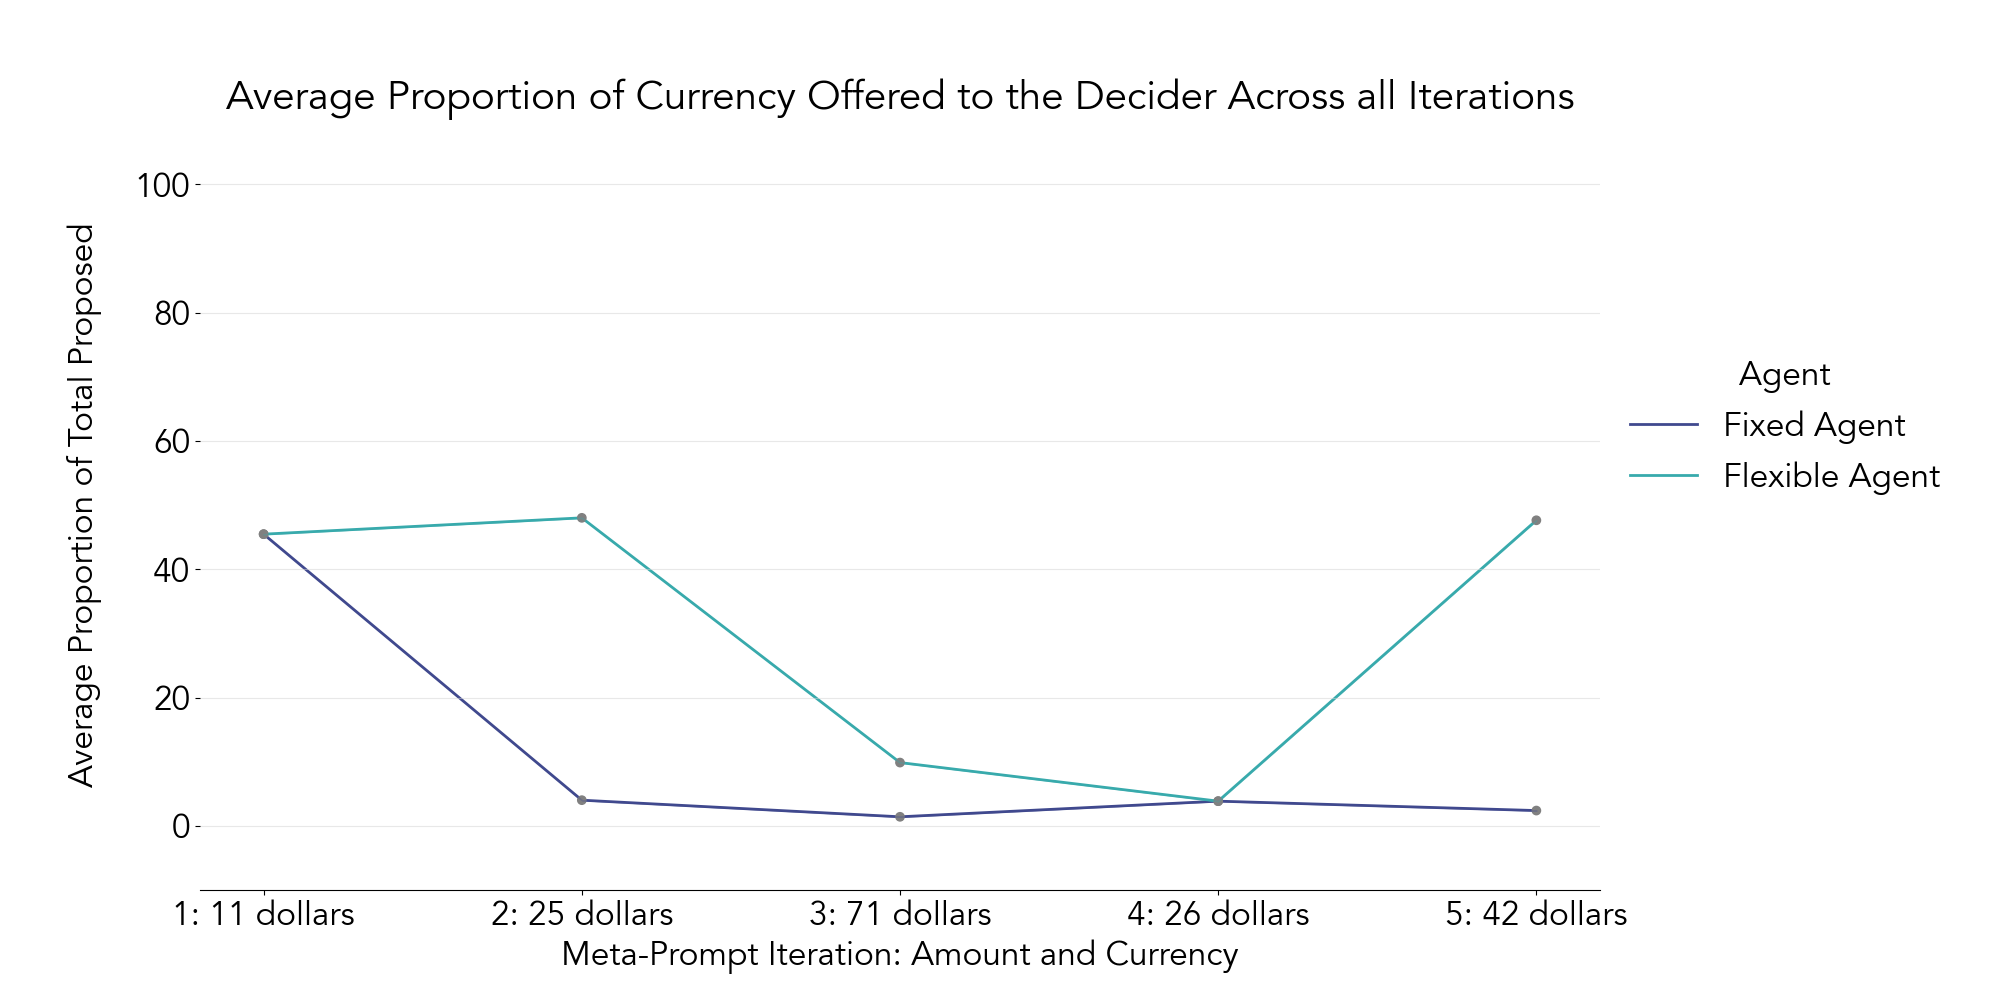 Average Proportion of Currency Offered to the Decider Across all Iterations
Average Proportion of Total Proposed
100
80
60
40
20
0
1: 11 dollars
2: 25 dollars
3: 71 dollars
4: 26 dollars
5: 42 dollars
Meta-Prompt Iteration: Amount and Currency
Agent
Fixed Agent
Flexible Agent